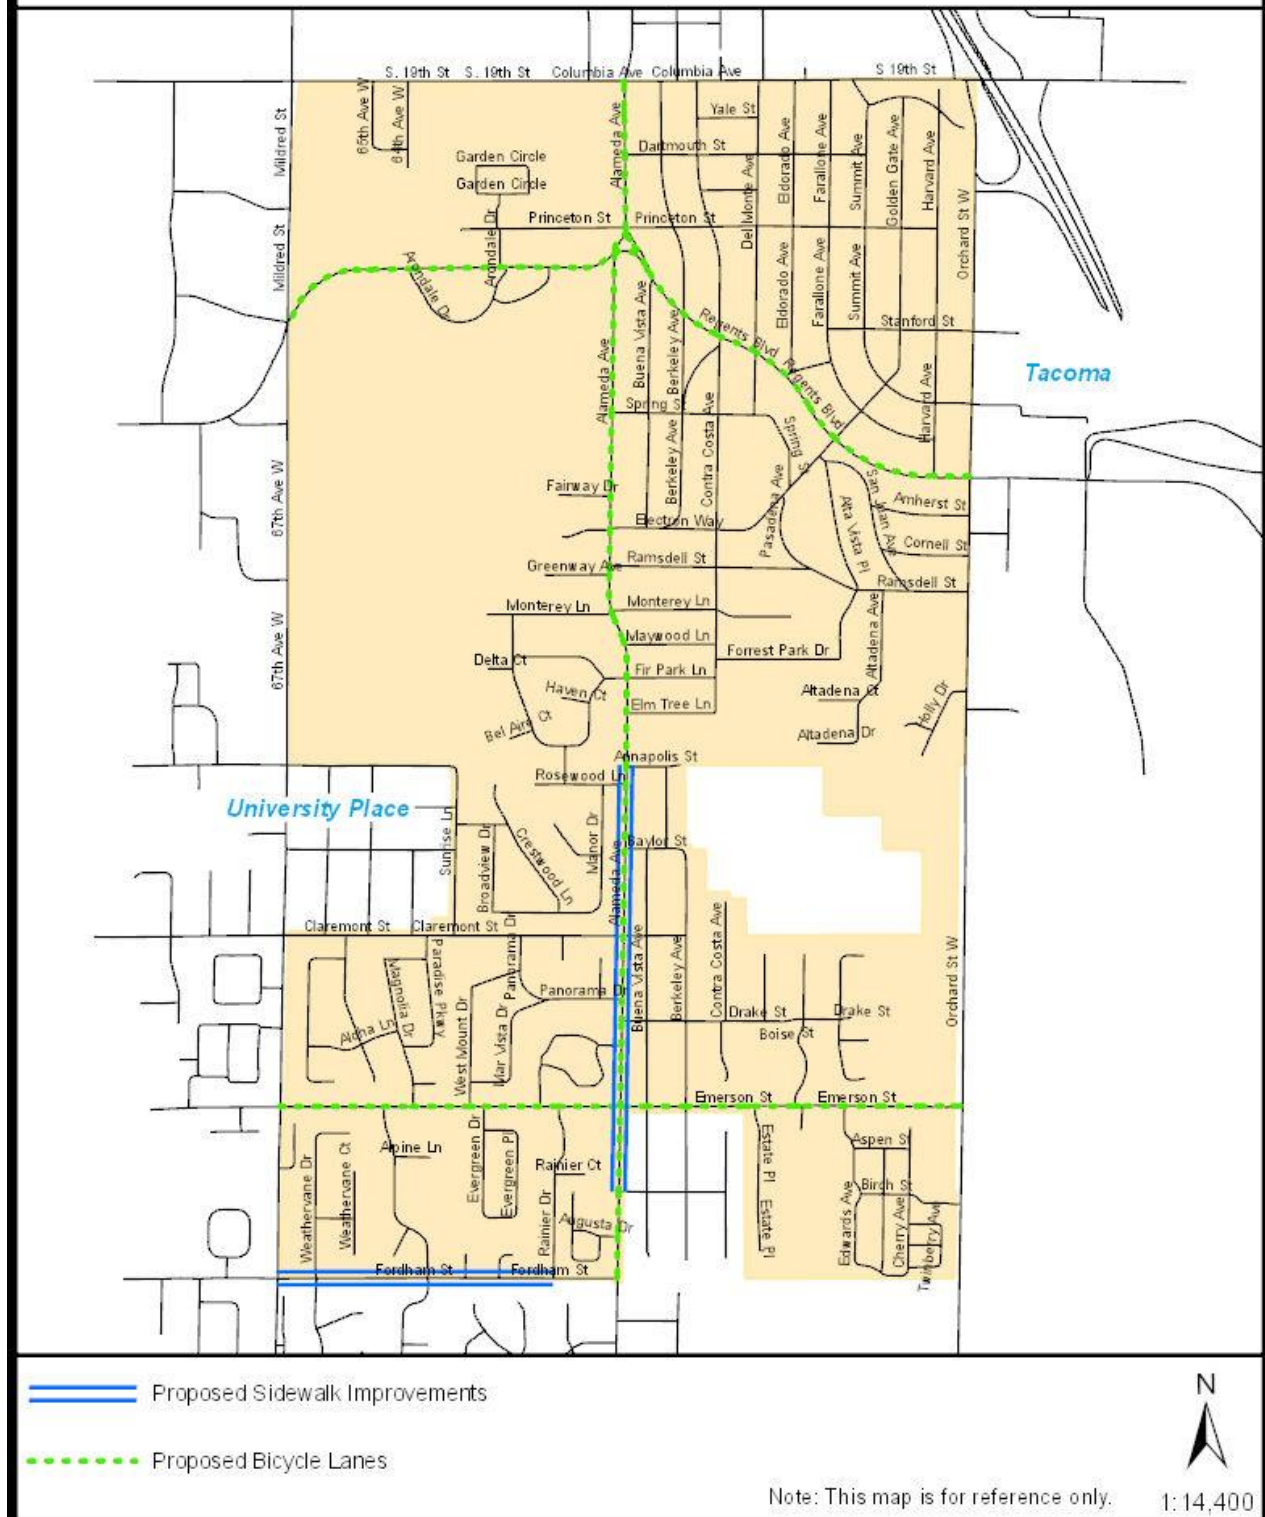 S. 19th St S. 19th St Columbia Ave Columbia Ave S 19th St
65th Ave W
64th Ave W
Mildred St
Alameda Ave
Yale St
Dartmouth St
Eldorado Ave
Farallone Ave
Summit Ave
Golden Gate Ave
Harvard Ave
Garden Circle
Garden Circle
Del Monte Ave
Princeton St Princeton St
Arondale Dr
Arondale Dr
Mildred St
Orchard St W
Eldorado Ave
Farallone Ave
Summit Ave
Buena Vista Ave
Berkeley Ave
Regents Blvd
Stanford St
Alameda Ave
Regents Blvd
Tacoma
Harvard Ave
Spring St
Berkeley Ave
Contra Costa Ave
Spring S
67th Ave W
Fairway Dr
Pasadena Ave
Alta Vista Pl
San Juan Ave
Amherst St
Electron Way
Cornell St
Greenway Ave
Ramsdell St
Ramsdell St
Monterey Ln Monterey Ln
67th Ave W
Maywood Ln
Forrest Park Dr
Altadena Ave
Delta Ct
Fir Park Ln
Haven Ct
Altadena Ct
Holly Dr
Elm Tree Ln
Bel Aire Ct
Altadena Dr
Annapolis St
Rosewood Ln
University Place
Sunrise Ln
Broadview Dr
Crestwood Ln
Manor Dr
Alameda Ave
Baylor St
Claremont St Claremont St
Panorama Dr
Paradise Pkwy
Magnolia Dr
Buena Vista Ave
Berkeley Ave
Contra Costa Ave
Orchard St W
Panorama Dr
Aloha Ln
West Mount Dr
Mar Vista Dr
Drake St
Drake St
Boise St
Emerson St Emerson St
Weathervane Dr
Weathervane Ct
Alpine Ln
Evergreen Dr
Evergreen Pl
Rainier Ct
Rainier Dr
Augusta Dr
Estate Pl
Estate Pl
Aspen St
Birch St
Edwards Ave
Cherry Ave
Twinberry Ave
Fordham St Fordham St
Proposed Sidewalk Improvements
Proposed Bicycle Lanes
N
Note: This map is for reference only. 1:14,400